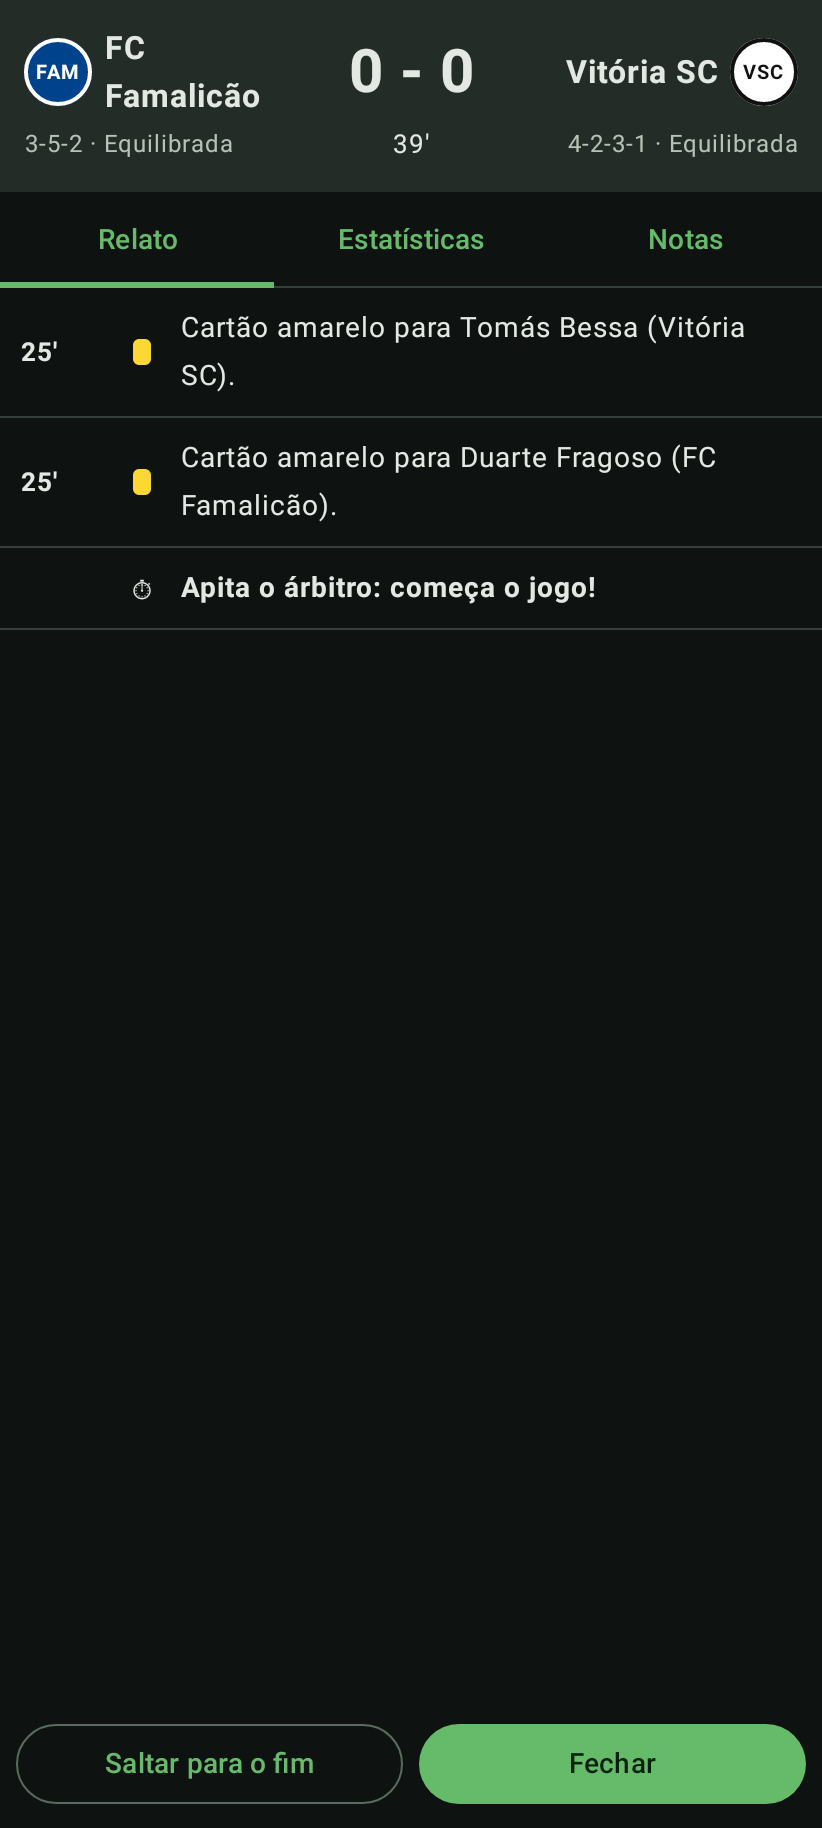 FAM
FC
Famalicão
0 - 0
Vitória SC
VSC
3-5-2 · Equilibrada
39'
4-2-3-1 · Equilibrada
Relato
Estatísticas
Notas
25'
Cartão amarelo para Tomás Bessa (Vitória
SC).
25'
Cartão amarelo para Duarte Fragoso (FC
Famalicão).
Apita o árbitro: começa o jogo!
Saltar para o fim
Fechar